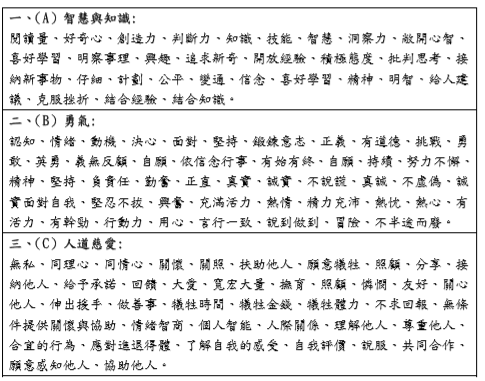 一、(A) 智慧與知識:
閱讀量、好奇心、創造力、判斷力、知識、技能、智慧、洞察力、敞開心智、
喜好學習、明察事理、興趣、追求新奇、開放經驗、積極態度、批判思考、接
納新事物、仔細、計劃、公平、變通、信念、喜好學習、精神、明智、給人建
議、克服挫折、結合經驗、結合知識。
二、(B) 勇氣:
認知、情緒、動機、決心、面對、堅持、鍛鍊意志、正義、有道德、挑戰、勇
敢、英勇、義無反顧、自願、依信念行事、有始有終、自願、持續、努力不懈、
精神、堅持、負責任、勤奮、正直、真實、誠實、不說謊、真誠、不虛偽、誠
實面對自我、堅忍不拔、興奮、充滿活力、熱情、精力充沛、熱忱、熱心、有
活力、有幹勁、行動力、用心、言行一致、說到做到、冒險、不半途而廢。
三、(C) 人道慈愛:
無私、同理心、同情心、關懷、關照、扶助他人、願意犧牲、照顧、分享、接
納他人、給予承諾、回饋、大愛、寬宏大量、撫育、照顧、憐憫、友好、關心
他人、伸出援手、做善事、犧牲時間、犧牲金錢、犧牲體力、不求回報、無條
件提供關懷與協助、情緒智商、個人智能、人際關係、理解他人、尊重他人、
合宜的行為、應對進退得體、了解自我的感受、自我評價、說服、共同合作、
願意感知他人、協助他人。